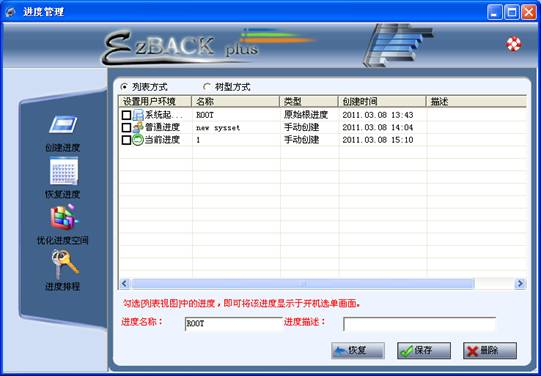 进度管理
EzBACK plus
列表方式 树型方式
设置用户环境 名称 类型 创建时间 描述
系统起... ROOT 原始根进度 2011.03.08 13:43
普通进度 new sysset 手动创建 2011.03.08 14:04
当前进度 1 手动创建 2011.03.08 15:10
创建进度
恢复进度
优化进度空间
进度排程
勾选[列表视图]中的进度，即可将该进度显示于开机选单画面。
进度名称： ROOT 进度描述：
恢复 保存 删除